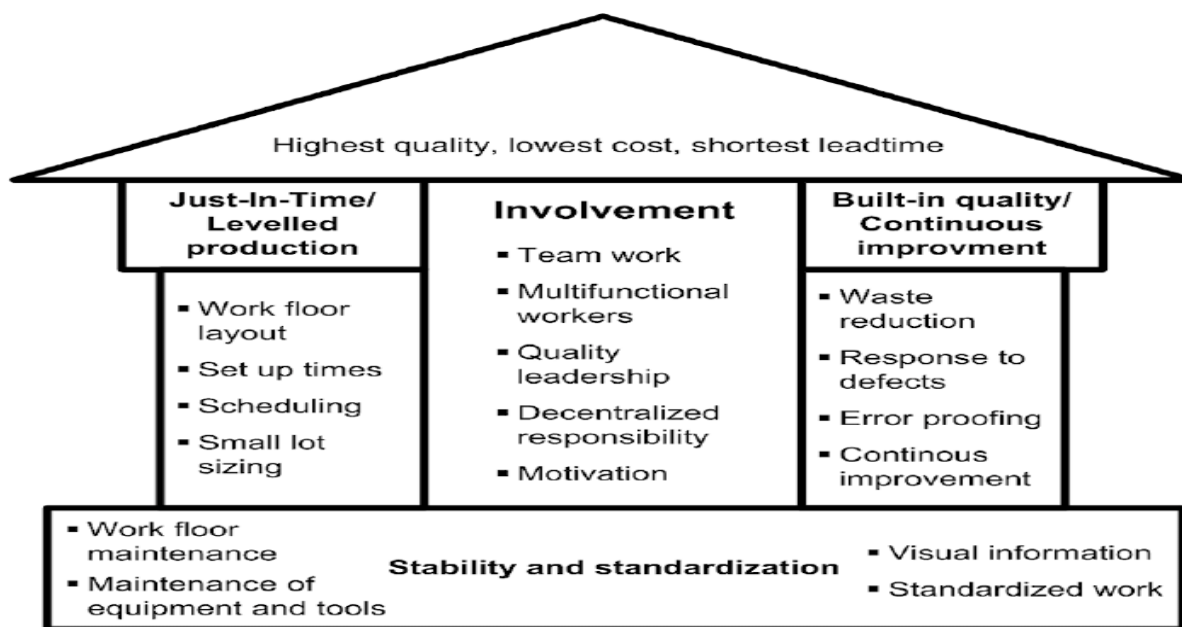 Highest quality, lowest cost, shortest leadtime
Just-In-Time/
Levelled
production
▪ Work floor
layout
▪ Set up times
▪ Scheduling
▪ Small lot
sizing
Involvement
▪ Team work
▪ Multifunctional
workers
▪ Quality
leadership
▪ Decentralized
responsibility
▪ Motivation
Built-in quality/
Continuous
improvment
▪ Waste
reduction
▪ Response to
defects
▪ Error proofing
▪ Continous
improvement
▪ Work floor
maintenance
▪ Maintenance of
equipment and tools
Stability and standardization
▪ Visual information
▪ Standardized work